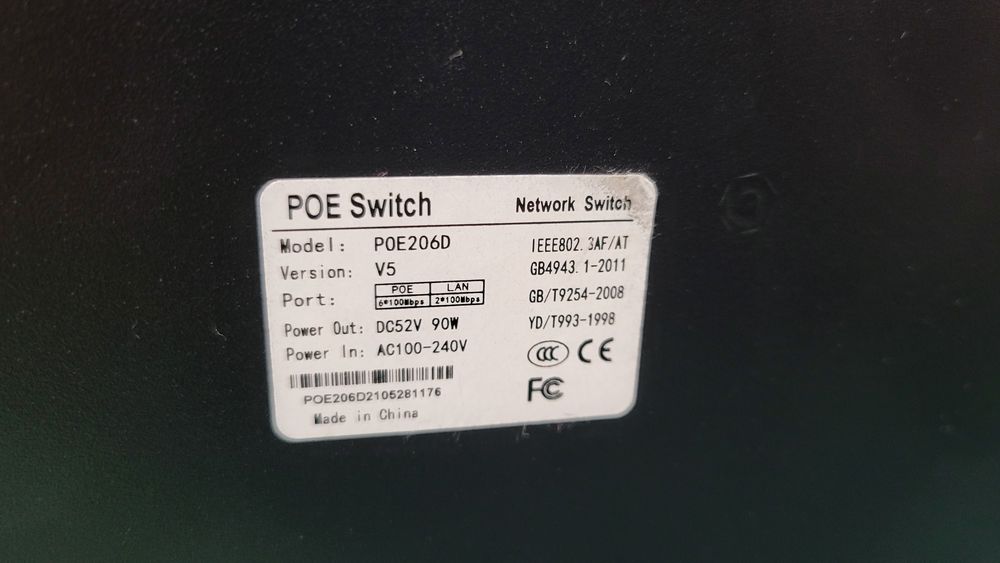 POE Switch Network Switch
Model: POE206D IEEE802.3AF/AT
Version: V5 GB4943.1-2011
Port: POE LAN
6*100Mbps 2*100Mbps GB/T9254-2008
Power Out: DC52V 90W YD/T993-1998
Power In: AC100-240V
CCC CE
POE206D2105281176 FC
Made in China